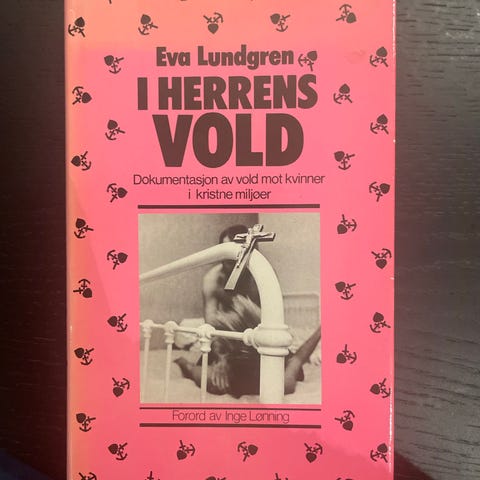 Eva Lundgren
I HERRENS
VOLD
Dokumentasjon av vold mot kvinner
i kristne miljøer
Forord av Inge Lønning